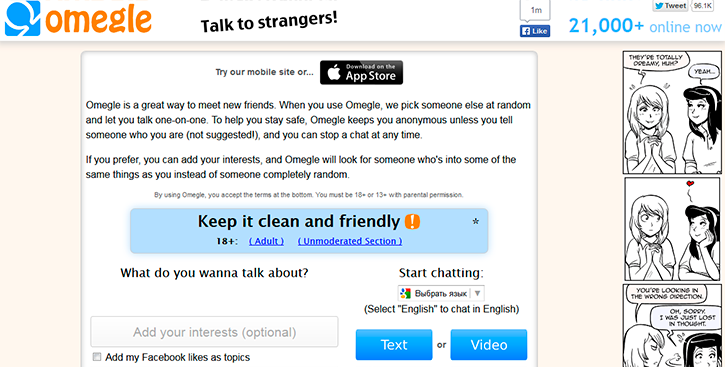 omegle
Talk to strangers!
1m
Like
Tweet
96.1K
21,000+ online now
Try our mobile site or...
Download on the
App Store
Omegle is a great way to meet new friends. When you use Omegle, we pick someone else at random
and let you talk one-on-one. To help you stay safe, Omegle keeps you anonymous unless you tell
someone who you are (not suggested!), and you can stop a chat at any time.
If you prefer, you can add your interests, and Omegle will look for someone who's into some of the
same things as you instead of someone completely random.
By using Omegle, you accept the terms at the bottom. You must be 18+ or 13+ with parental permission.
Keep it clean and friendly ! *
18+: ( Adult ) ( Unmoderated Section )
What do you wanna talk about?
Add your interests (optional)
Add my Facebook likes as topics
Start chatting:
Выбрать язык ▼
(Select "English" to chat in English)
Text or Video
THEY'RE TOTALLY
DREAMY, HUH?
YEAH...
YOU'RE LOOKING IN
THE WRONG DIRECTION.
OH, SORRY.
I WAS JUST LOST
IN THOUGHT.